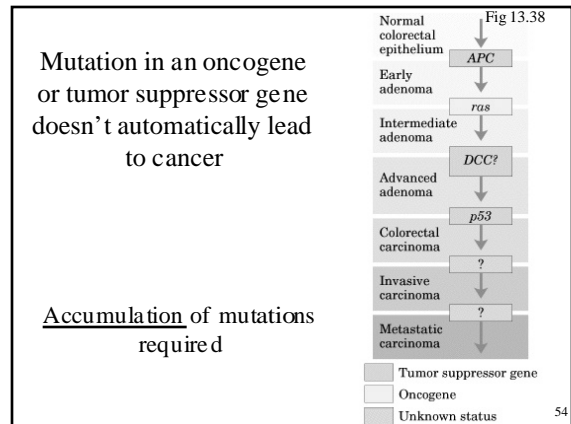 Mutation in an oncogene
or tumor suppressor gene
doesn't automatically lead
to cancer
Accumulation of mutations
required
Fig 13.38
Normal
colorectal
epithelium
APC
Early
adenoma
ras
Intermediate
adenoma
DCC?
Advanced
adenoma
p53
Colorectal
carcinoma
?
Invasive
carcinoma
?
Metastatic
carcinoma
Tumor suppressor gene
Oncogene
Unknown status
54